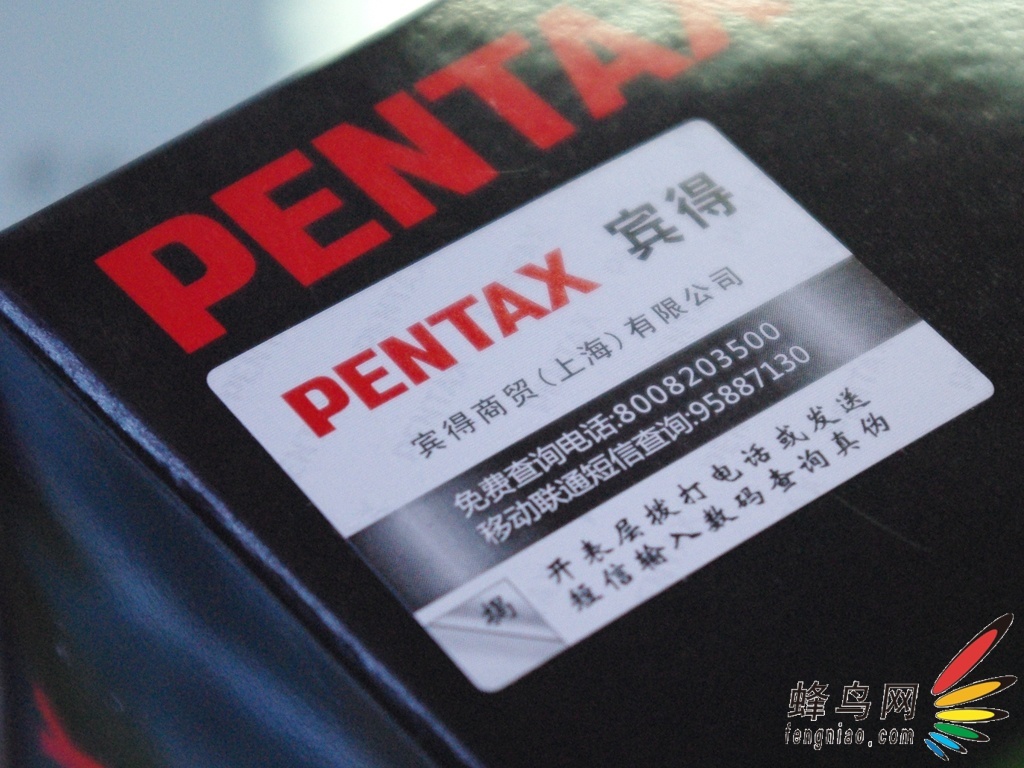 PENTAX
PENTAX 宾得
宾得商贸(上海)有限公司
免费查询电话:8008203500
移动联通短信查询:95887130
开表层拨打电话或发送
短信输入数码查询真伪
揭
蜂鸟网
fengniao.com